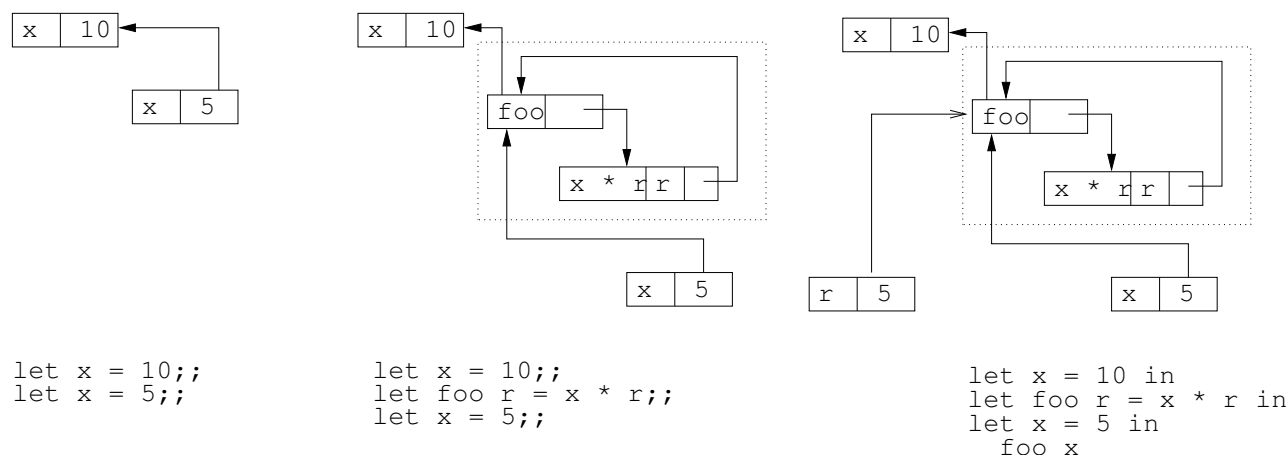 x 10
x 5
let x = 10;;
let x = 5;;
x 10
foo
x * r r
x 5
let x = 10;;
let foo r = x * r;;
let x = 5;;
x 10
foo
x * r r
r 5
x 5
let x = 10 in
let foo r = x * r in
let x = 5 in
foo x